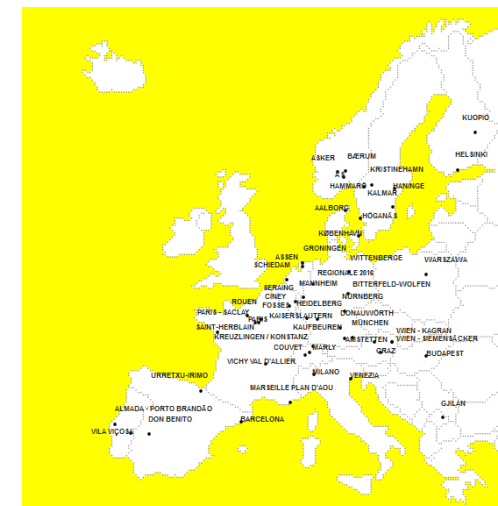 KUOPIO
ASKER
BÆRUM
HELSINKI
KRISTINEHAMN
HAMMARÖ
HANINGE
KALMAR
AALBORG
HÖGANÄS
KØBENHAVN
GRONINGEN
ASSEN
WITTENBERGE
WARSZAWA
SCHIEDAM
REGIONALE 2016
SERAING
MANNHEIM
BITTERFELD-WOLFEN
CINEY
NÜRNBERG
ROUEN
FOSSES
HEIDELBERG
PARIS - SACLAY
DONAUWÖRTH
PARIS
KAISERSLAUTERN
MÜNCHEN
SAINT-HERBLAIN
KAUFBEUREN
WIEN - KAGRAN
KREUZLINGEN / KONSTANZ
AMSTETTEN
WIEN - SIEMENSÄCKER
COUVET
MARLY
GRAZ
BUDAPEST
VICHY VAL D'ALLIER
URRETXU-IRIMO
MILANO
VENEZIA
MARSEILLE PLAN D'AOU
GJILAN
ALMADA - PORTO BRANDÃO
DON BENITO
BARCELONA
VILA VIÇOSA